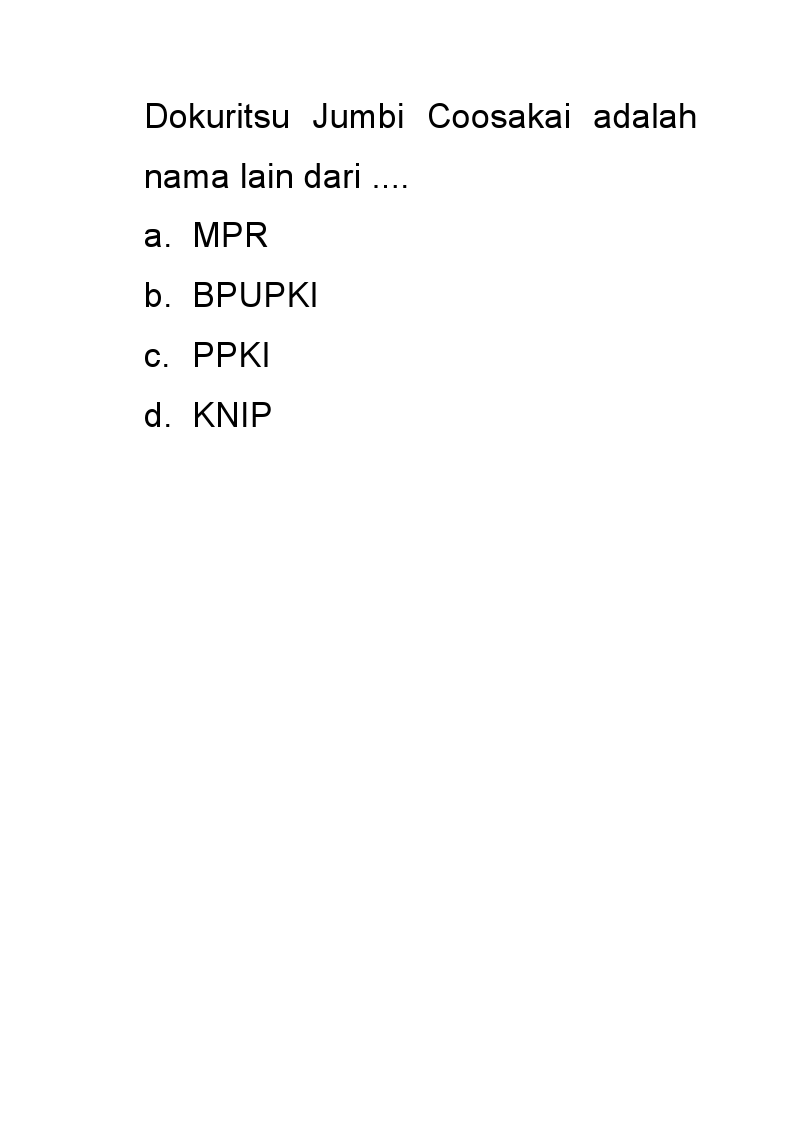 Dokuritsu Jumbi Coosakai adalah
nama lain dari ....
a. MPR
b. BPUPKI
c. PPKI
d. KNIP